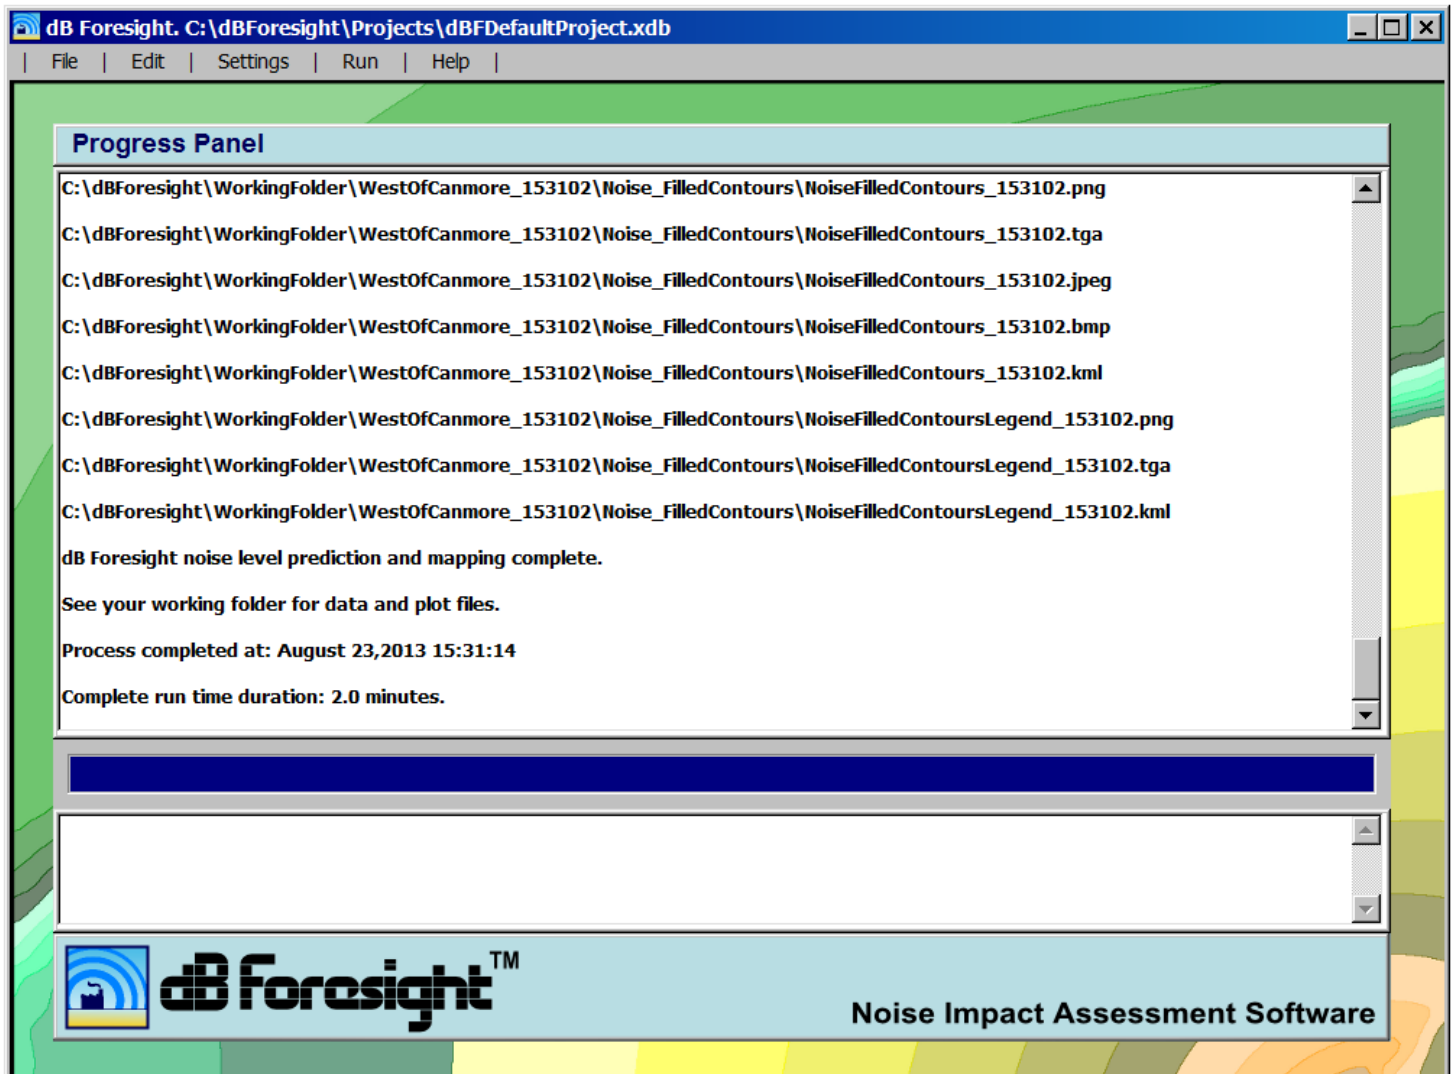 dB Foresight. C:\dBForesight\Projects\dBFDefaultProject.xdb
| File | Edit | Settings | Run | Help |
Progress Panel
C:\dBForesight\WorkingFolder\WestOfCanmore_153102\Noise_FilledContours\NoiseFilledContours_153102.png
C:\dBForesight\WorkingFolder\WestOfCanmore_153102\Noise_FilledContours\NoiseFilledContours_153102.tga
C:\dBForesight\WorkingFolder\WestOfCanmore_153102\Noise_FilledContours\NoiseFilledContours_153102.jpeg
C:\dBForesight\WorkingFolder\WestOfCanmore_153102\Noise_FilledContours\NoiseFilledContours_153102.bmp
C:\dBForesight\WorkingFolder\WestOfCanmore_153102\Noise_FilledContours\NoiseFilledContours_153102.kml
C:\dBForesight\WorkingFolder\WestOfCanmore_153102\Noise_FilledContours\NoiseFilledContoursLegend_153102.png
C:\dBForesight\WorkingFolder\WestOfCanmore_153102\Noise_FilledContours\NoiseFilledContoursLegend_153102.tga
C:\dBForesight\WorkingFolder\WestOfCanmore_153102\Noise_FilledContours\NoiseFilledContoursLegend_153102.kml
dB Foresight noise level prediction and mapping complete.
See your working folder for data and plot files.
Process completed at: August 23,2013 15:31:14
Complete run time duration: 2.0 minutes.
dB Foresight™
Noise Impact Assessment Software